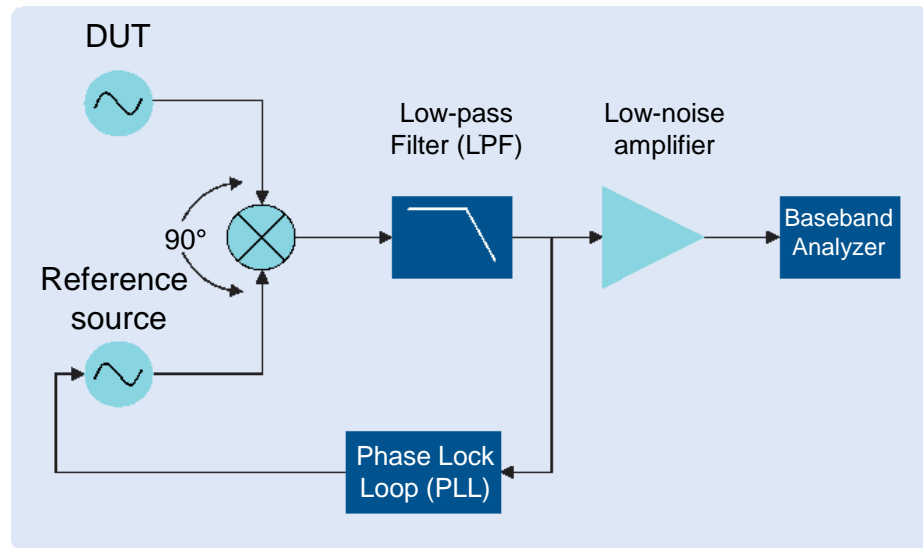 DUT
Low-pass
Filter (LPF)
Low-noise
amplifier
90°
Baseband
Analyzer
Reference
source
Phase Lock
Loop (PLL)